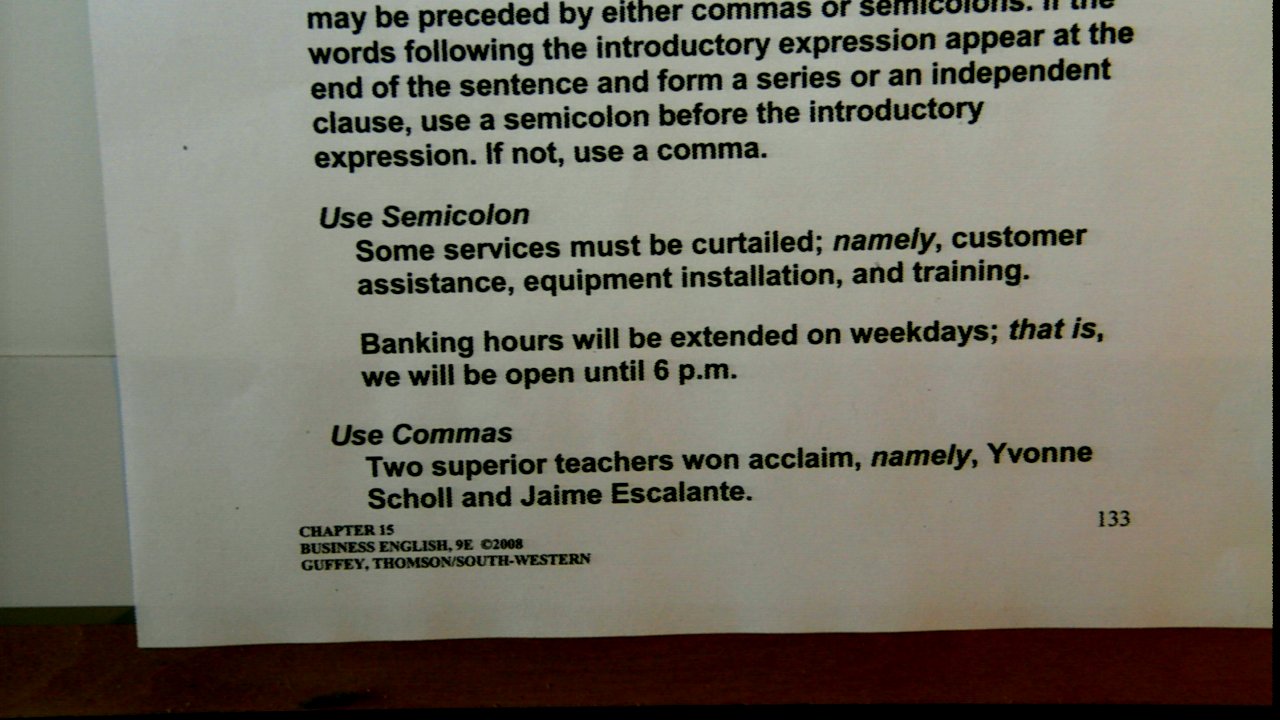 may be preceded by either commas or semicolons. If the
words following the introductory expression appear at the
end of the sentence and form a series or an independent
clause, use a semicolon before the introductory
expression. If not, use a comma.
Use Semicolon
Some services must be curtailed; namely, customer
assistance, equipment installation, and training.
Banking hours will be extended on weekdays; that is,
we will be open until 6 p.m.
Use Commas
Two superior teachers won acclaim, namely, Yvonne
Scholl and Jaime Escalante.
CHAPTER 15
BUSINESS ENGLISH, 9E ©2008
GUFFEY, THOMSON/SOUTH-WESTERN
133